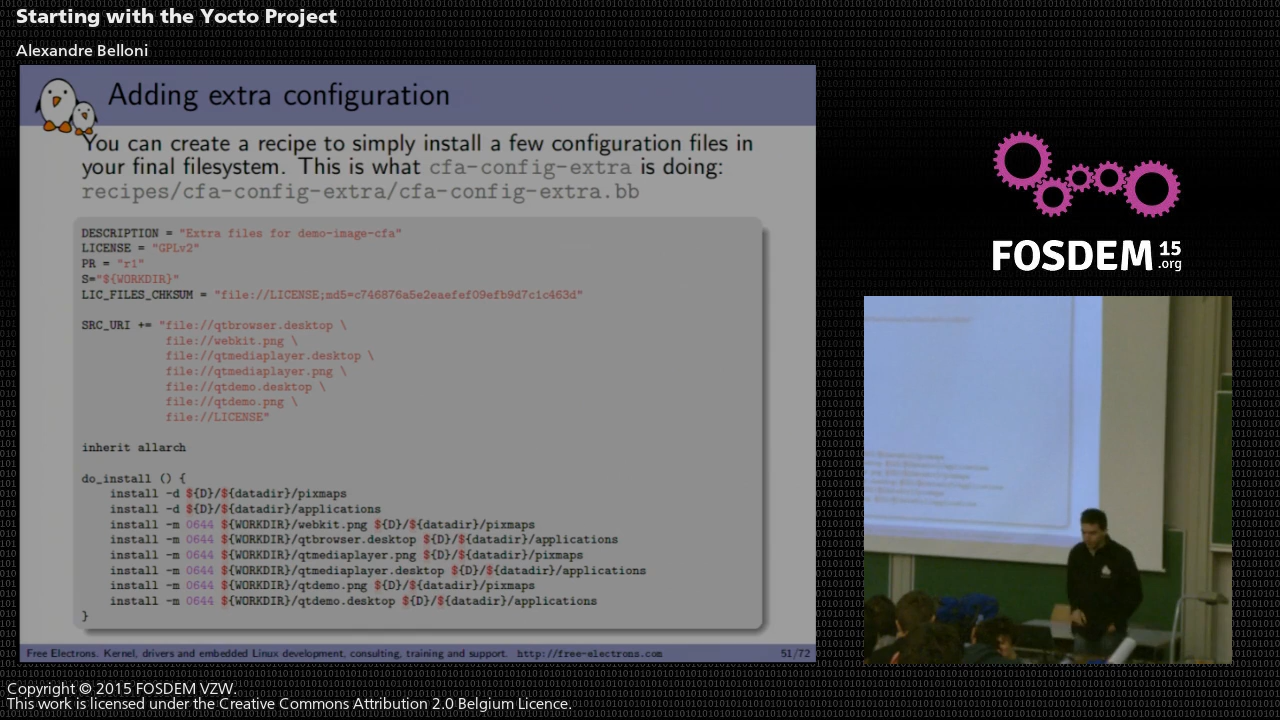 Starting with the Yocto Project
Alexandre Belloni
Adding extra configuration
You can create a recipe to simply install a few configuration files in
your final filesystem. This is what cfa-config-extra is doing:
recipes/cfa-config-extra/cfa-config-extra.bb
DESCRIPTION = "Extra files for demo-image-cfa"
LICENSE = "GPLv2"
PR = "r1"
S="${WORKDIR}"
LIC_FILES_CHKSUM = "file://LICENSE;md5=c746876a5e2eaefef09efb9d7c1c463d"
SRC_URI += "file://qtbrowser.desktop \
file://webkit.png \
file://qtmediaplayer.desktop \
file://qtmediaplayer.png \
file://qtdemo.desktop \
file://qtdemo.png \
file://LICENSE"
inherit allarch
do_install () {
install -d ${D}/${datadir}/pixmaps
install -d ${D}/${datadir}/applications
install -m 0644 ${WORKDIR}/webkit.png ${D}/${datadir}/pixmaps
install -m 0644 ${WORKDIR}/qtbrowser.desktop ${D}/${datadir}/applications
install -m 0644 ${WORKDIR}/qtmediaplayer.png ${D}/${datadir}/pixmaps
install -m 0644 ${WORKDIR}/qtmediaplayer.desktop ${D}/${datadir}/applications
install -m 0644 ${WORKDIR}/qtdemo.png ${D}/${datadir}/pixmaps
install -m 0644 ${WORKDIR}/qtdemo.desktop ${D}/${datadir}/applications
}
Free Electrons. Kernel, drivers and embedded Linux development, consulting, training and support. http://free-electrons.com 51/72
FOSDEM 15 .org
Copyright © 2015 FOSDEM VZW.
This work is licensed under the Creative Commons Attribution 2.0 Belgium Licence.